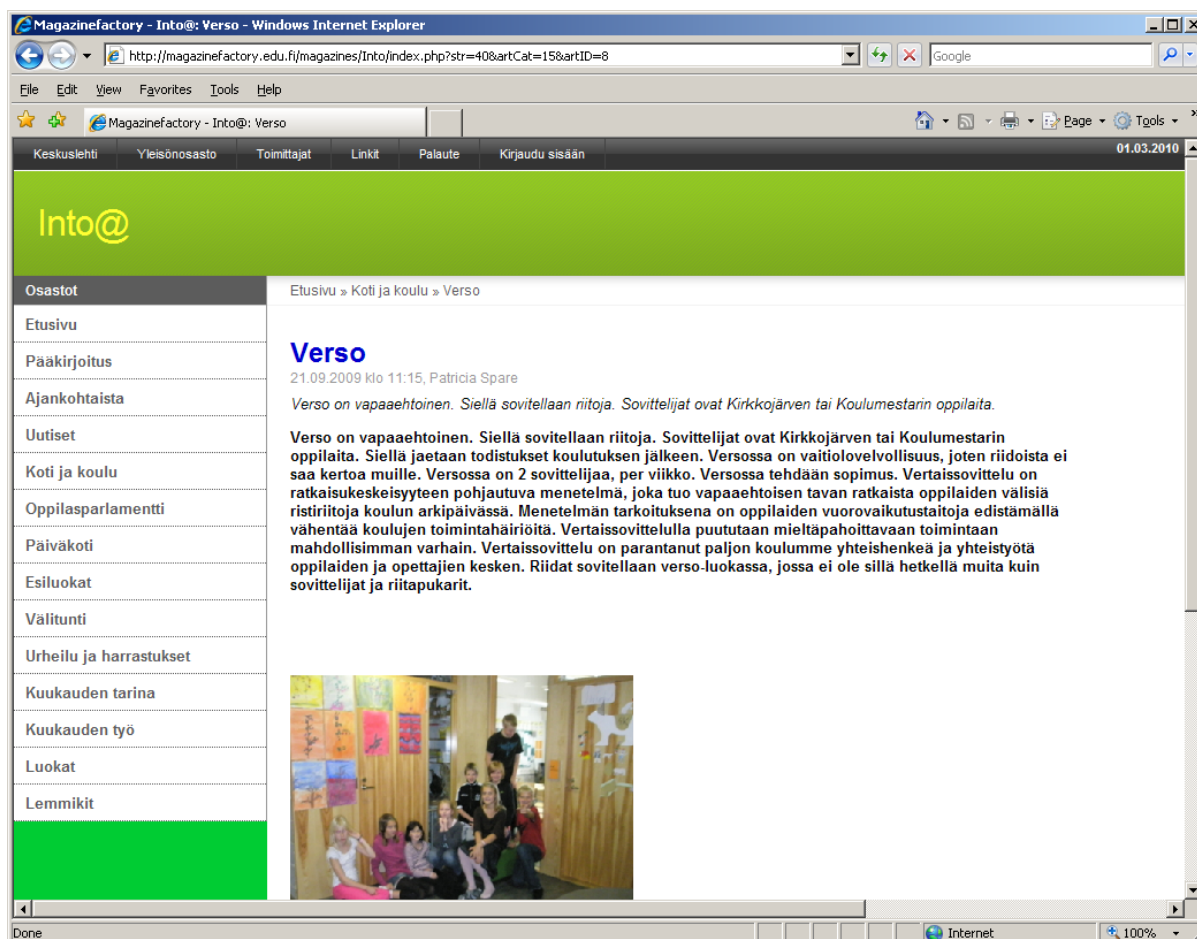 Magazinefactory - Into@: Verso - Windows Internet Explorer
http://magazinefactory.edu.fi/magazines/Into/index.php?str=40&artCat=15&artID=8
Google
File Edit View Favorites Tools Help
Magazinefactory - Into@: Verso
Page Tools
Keskuslehti Yleisönosasto Toimittajat Linkit Palaute Kirjaudu sisään 01.03.2010
Into@
Osastot
Etusivu
Pääkirjoitus
Ajankohtaista
Uutiset
Koti ja koulu
Oppilasparlamentti
Päiväkoti
Esiluokat
Välitunti
Urheilu ja harrastukset
Kuukauden tarina
Kuukauden työ
Luokat
Lemmikit
Etusivu » Koti ja koulu » Verso
Verso
21.09.2009 klo 11:15, Patricia Spare
Verso on vapaaehtoinen. Siellä sovitellaan riitoja. Sovittelijat ovat Kirkkojärven tai Koulumestarin oppilaita.
Verso on vapaaehtoinen. Siellä sovitellaan riitoja. Sovittelijat ovat Kirkkojärven tai Koulumestarin
oppilaita. Siellä jaetaan todistukset koulutuksen jälkeen. Versossa on vaitiolovelvollisuus, joten riidoista ei
saa kertoa muille. Versossa on 2 sovittelijaa, per viikko. Versossa tehdään sopimus. Vertaissovittelu on
ratkaisukeskeisyyteen pohjautuva menetelmä, joka tuo vapaaehtoisen tavan ratkaista oppilaiden välisiä
ristiriitoja koulun arkipäivässä. Menetelmän tarkoituksena on oppilaiden vuorovaikutustaitoja edistämällä
vähentää koulujen toimintahäiriöitä. Vertaissovittelulla puututaan mieltäpahoittavaan toimintaan
mahdollisimman varhain. Vertaissovittelu on parantanut paljon koulumme yhteishenkeä ja yhteistyötä
oppilaiden ja opettajien kesken. Riidat sovitellaan verso-luokassa, jossa ei ole sillä hetkellä muita kuin
sovittelijat ja riitapukarit.
Done Internet 100%